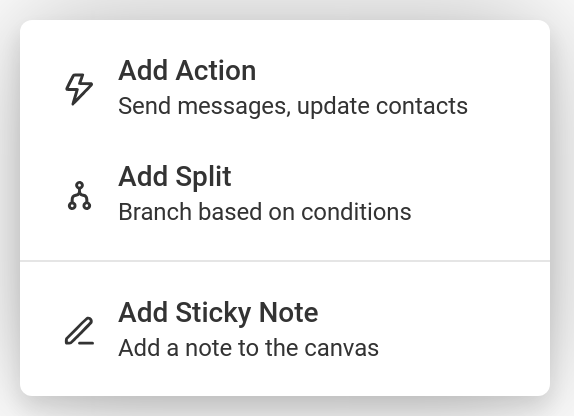 Add Action
Send messages, update contacts
Add Split
Branch based on conditions
Add Sticky Note
Add a note to the canvas